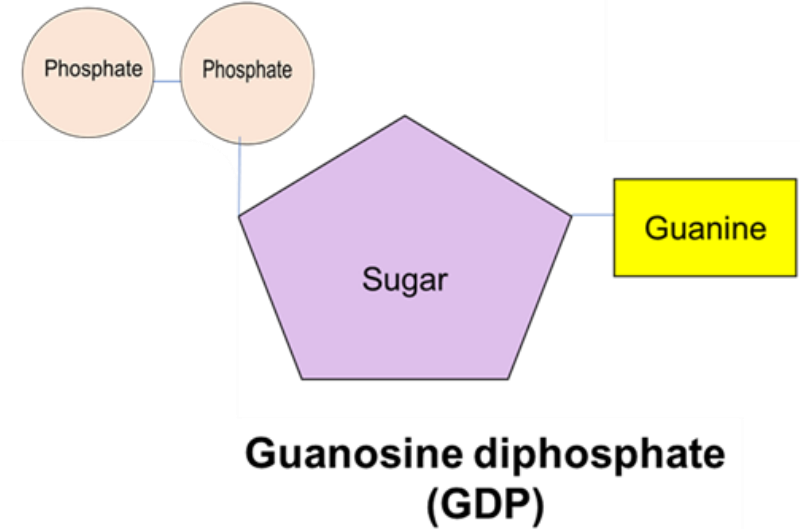 Phosphate
Phosphate
Sugar
Guanine
Guanosine diphosphate
(GDP)